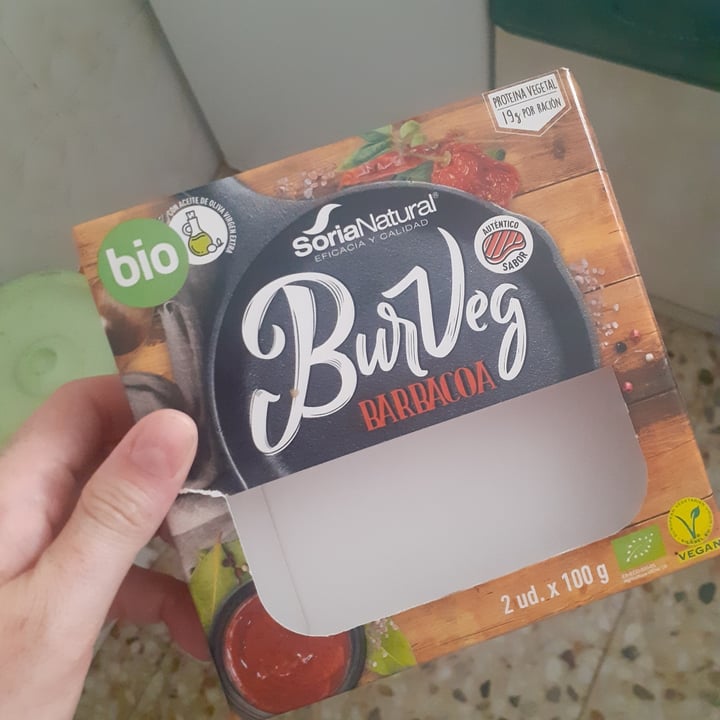 PROTEINA VEGETAL
19g POR RACIÓN
CON ACEITE DE OLIVA VIRGEN EXTRA
bio
SoriaNatural®
EFICACIA Y CALIDAD
AUTÉNTICO
SABOR
BurVeg
BARBACOA
2 ud. x 100 g
VEGAN